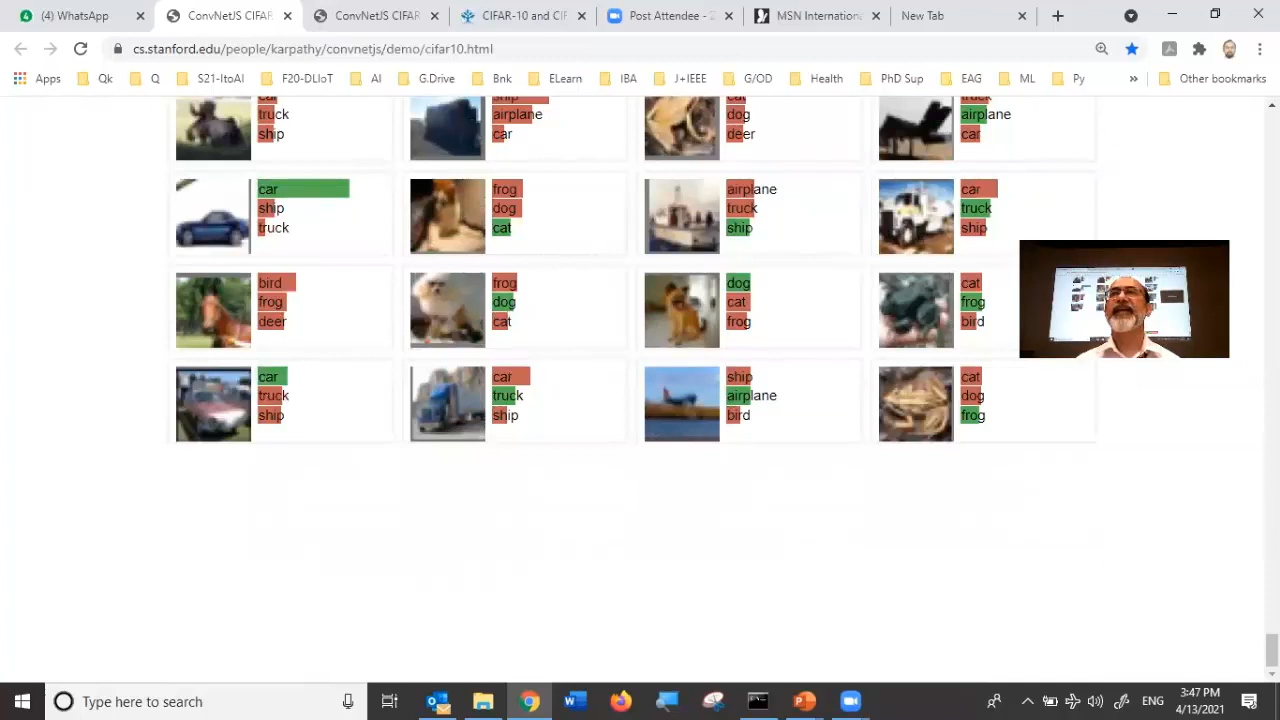 (4) WhatsApp
ConvNetJS CIFAR
ConvNetJS CIFAR
CIFAR-10 and CIF
Post Attendee - Z
MSN Internationa
New Tab
cs.stanford.edu/people/karpathy/convnetjs/demo/cifar10.html
Apps Qk Q S21-ItoAI F20-DLIoT AI G.Drive Bnk ELearn IBA J+IEEE G/OD Health PhD Sup EAG ML Py » Other bookmarks
car ship cat truck
truck airplane dog airplane
ship car deer car
car frog airplane car
ship dog truck truck
truck cat ship ship
bird frog dog cat
frog dog cat frog
deer cat frog bird
car car ship cat
truck truck airplane dog
ship ship bird frog
Type here to search
ENG
3:47 PM
4/13/2021